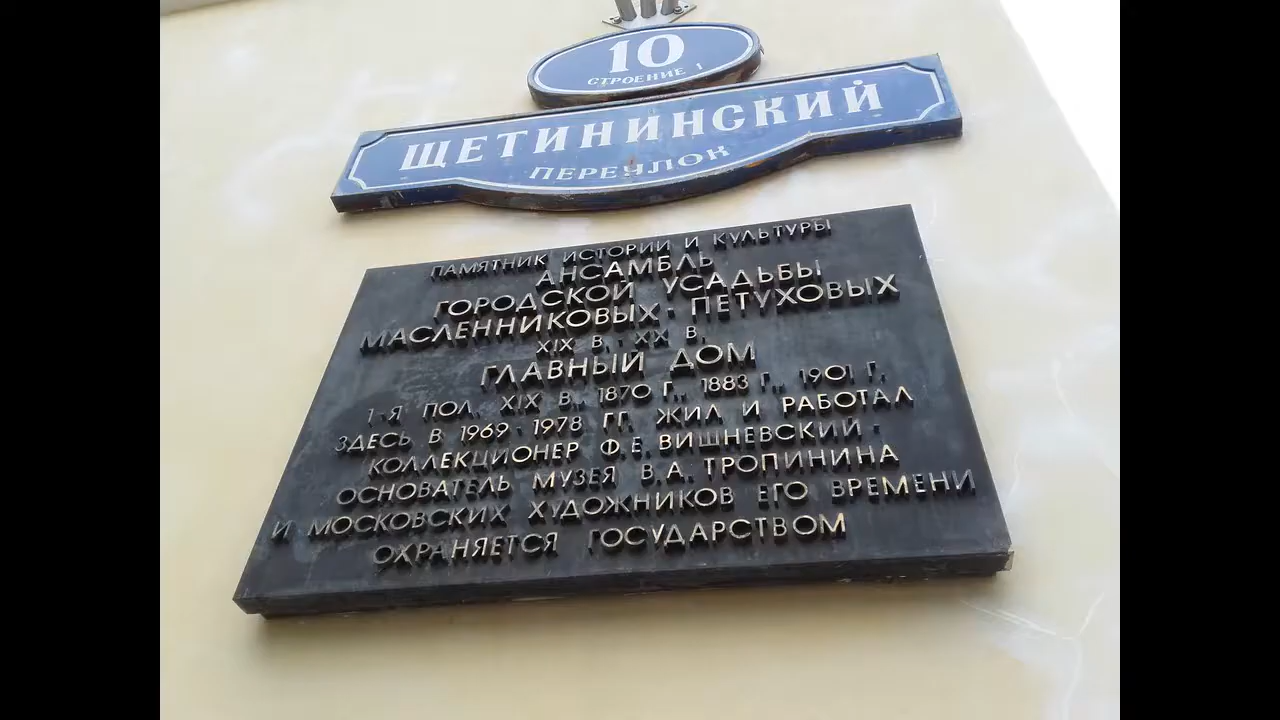 10
СТРОЕНИЕ 1
ЩЕТИНИНСКИЙ
ПЕРЕУЛОК
ПАМЯТНИК ИСТОРИИ И КУЛЬТУРЫ
АНСАМБЛЬ
ГОРОДСКОЙ УСАДЬБЫ
МАСЛЕННИКОВЫХ - ПЕТУХОВЫХ
XIX В. - XX В.
ГЛАВНЫЙ ДОМ
1-Я ПОЛ. XIX В., 1870 Г., 1883 Г., 1901 Г.
ЗДЕСЬ В 1969 - 1978 ГГ. ЖИЛ И РАБОТАЛ
КОЛЛЕКЦИОНЕР Ф.Е. ВИШНЕВСКИЙ -
ОСНОВАТЕЛЬ МУЗЕЯ В.А. ТРОПИНИНА
И МОСКОВСКИХ ХУДОЖНИКОВ ЕГО ВРЕМЕНИ
ОХРАНЯЕТСЯ ГОСУДАРСТВОМ